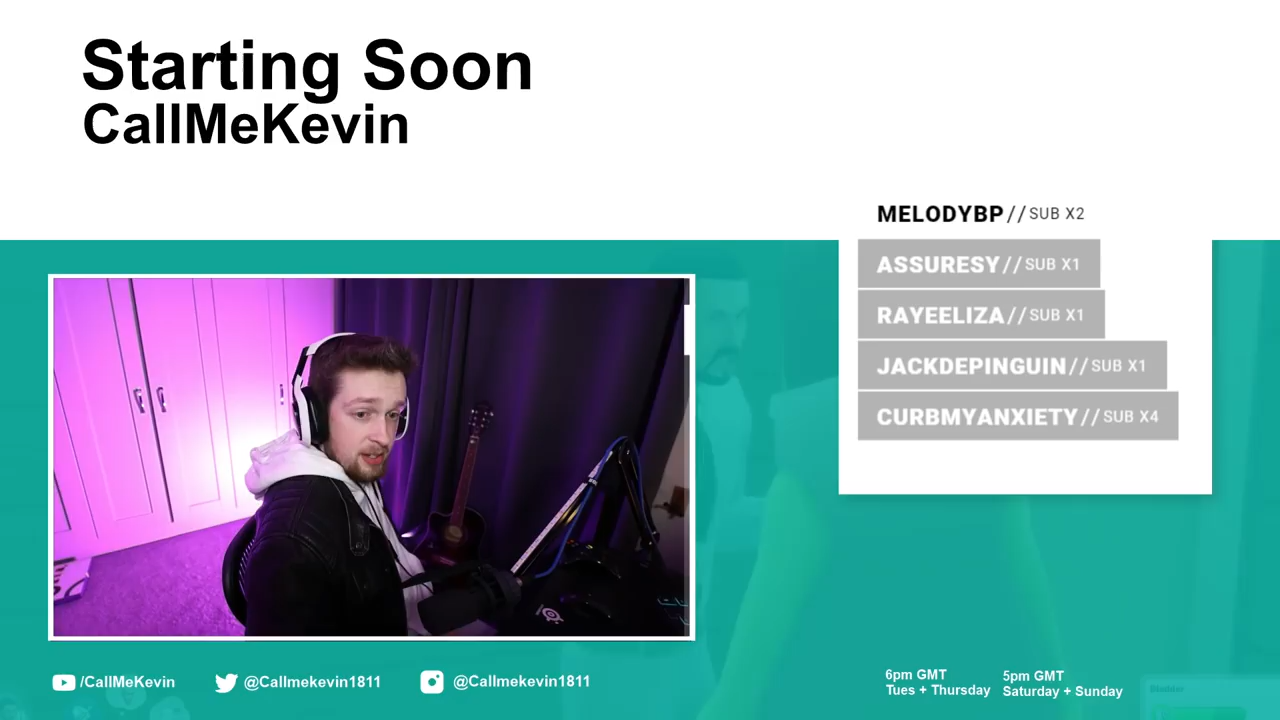 Starting Soon
CallMeKevin
MELODYBP // SUB X2
ASSURESY // SUB X1
RAYEELIZA // SUB X1
JACKDEPINGUIN // SUB X1
CURBMYANXIETY // SUB X4
/CallMeKevin
@Callmekevin1811
@Callmekevin1811
6pm GMT
Tues + Thursday
5pm GMT
Saturday + Sunday